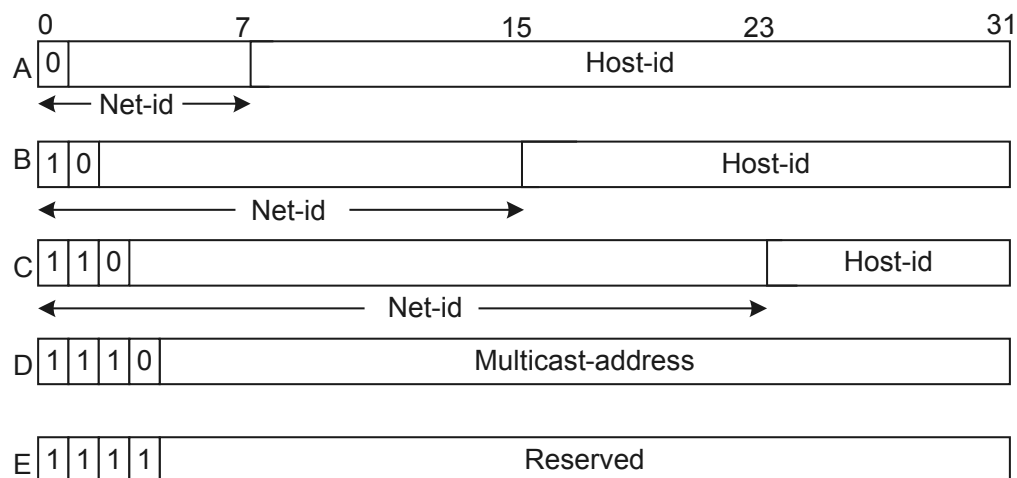 0 7 15 23 31
A 0 Host-id
Net-id
B 1 0 Host-id
Net-id
C 1 1 0 Host-id
Net-id
D 1 1 1 0 Multicast-address
E 1 1 1 1 Reserved